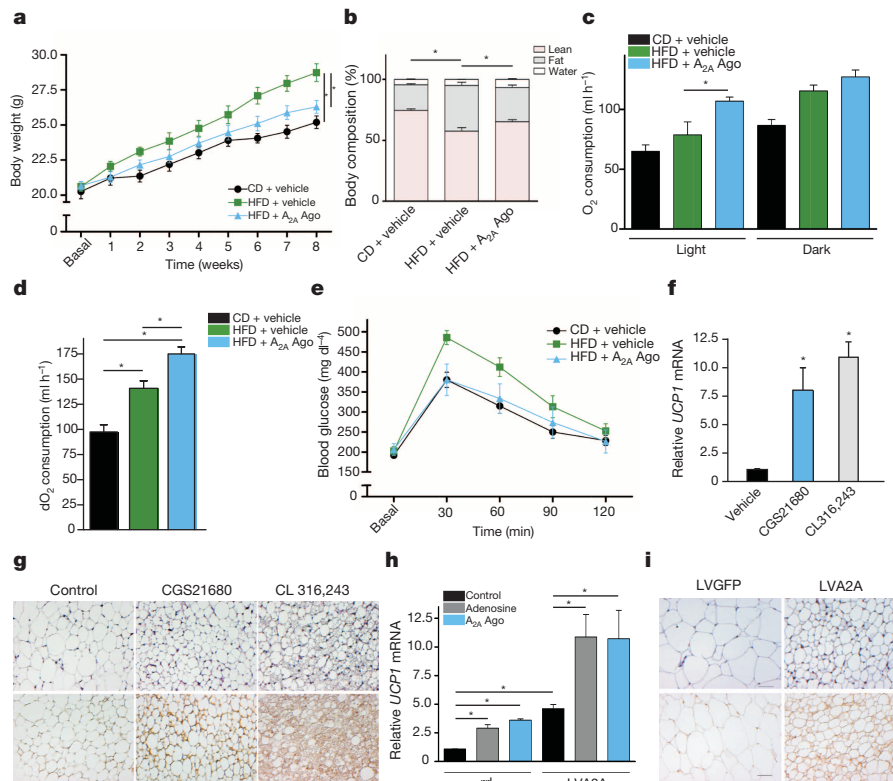 a
30.0
27.5
25.0
22.5
20.0
0
Body weight (g)
*
*
CD + vehicle
HFD + vehicle
HFD + A2A Ago
Basal
1 2 3 4 5 6 7 8
Time (weeks)
b
Lean
Fat
Water
* *
100
50
0
Body composition (%)
CD + vehicle
HFD + vehicle
HFD + A2A Ago
c
CD + vehicle
HFD + vehicle
HFD + A2A Ago
*
100
75
50
25
0
O2 consumption (ml h−1)
Light Dark
d
CD + vehicle
HFD + vehicle
HFD + A2A Ago
*
*
*
175
150
125
100
75
50
25
0
dO2 consumption (ml h−1)
e
500
450
400
350
300
250
200
0
Blood glucose (mg dl−4)
CD + vehicle
HFD + vehicle
HFD + A2A Ago
Basal
30 60 90 120
Time (min)
f
15.0
12.5
10.0
7.5
5.0
2.5
0
Relative UCP1 mRNA
* *
Vehicle
CGS21680
CL316,243
g
Control CGS21680 CL 316,243
h
Control
Adenosine
A2A Ago
12.5
10.0
7.5
5.0
2.5
0
Relative UCP1 mRNA
*
*
*
*
*
*
LVA2A
i
LVGFP LVA2A